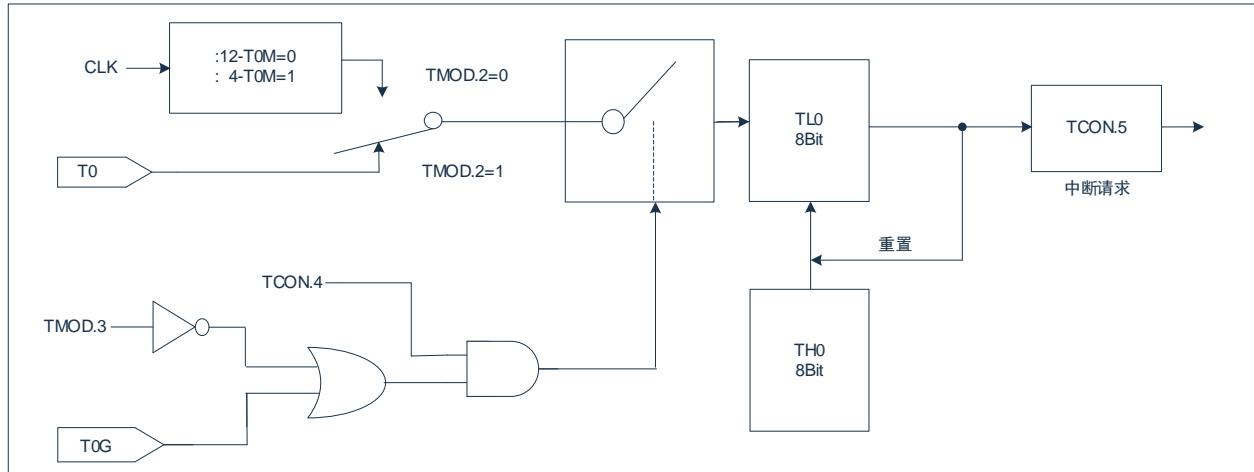 :12-T0M=0
: 4-T0M=1
CLK
TMOD.2=0
TMOD.2=1
T0
TL0
8Bit
TCON.5
中断请求
重置
TCON.4
TMOD.3
TH0
8Bit
T0G